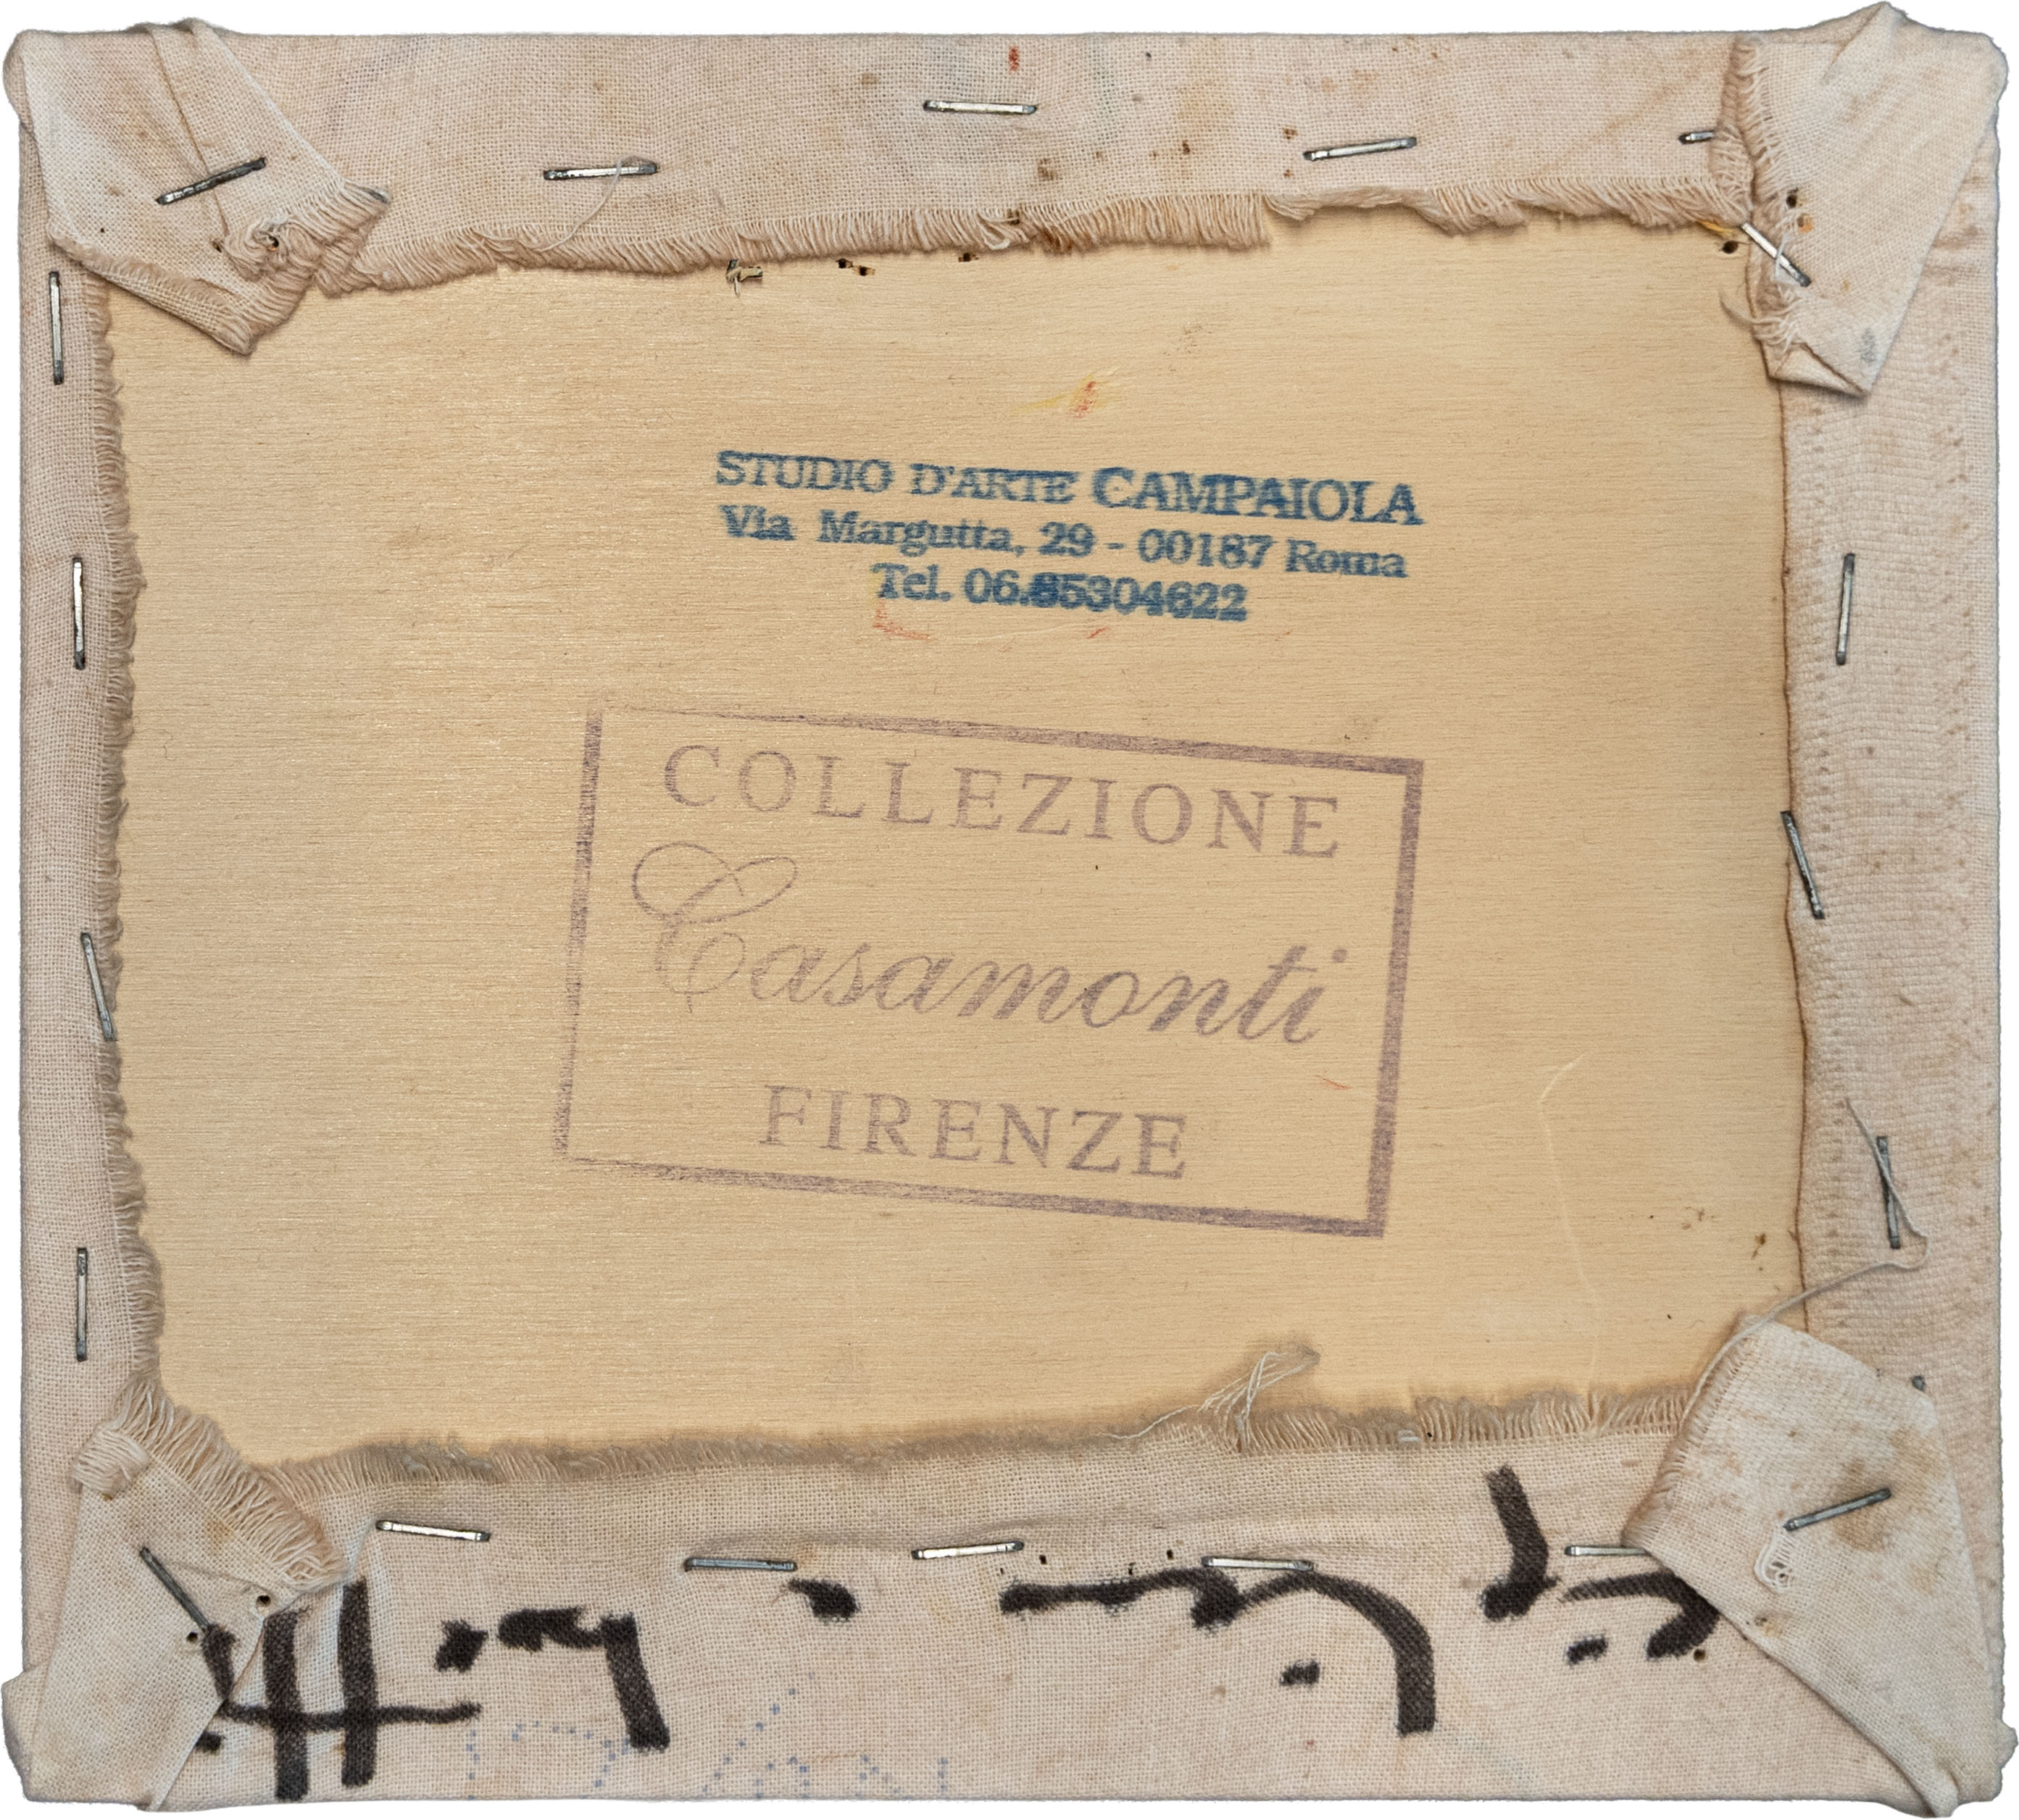 STUDIO D'ARTE CAMPAIOLA
Via Margutta, 29 - 00187 Roma
Tel. 06.85304622
COLLEZIONE
Casamonti
FIRENZE